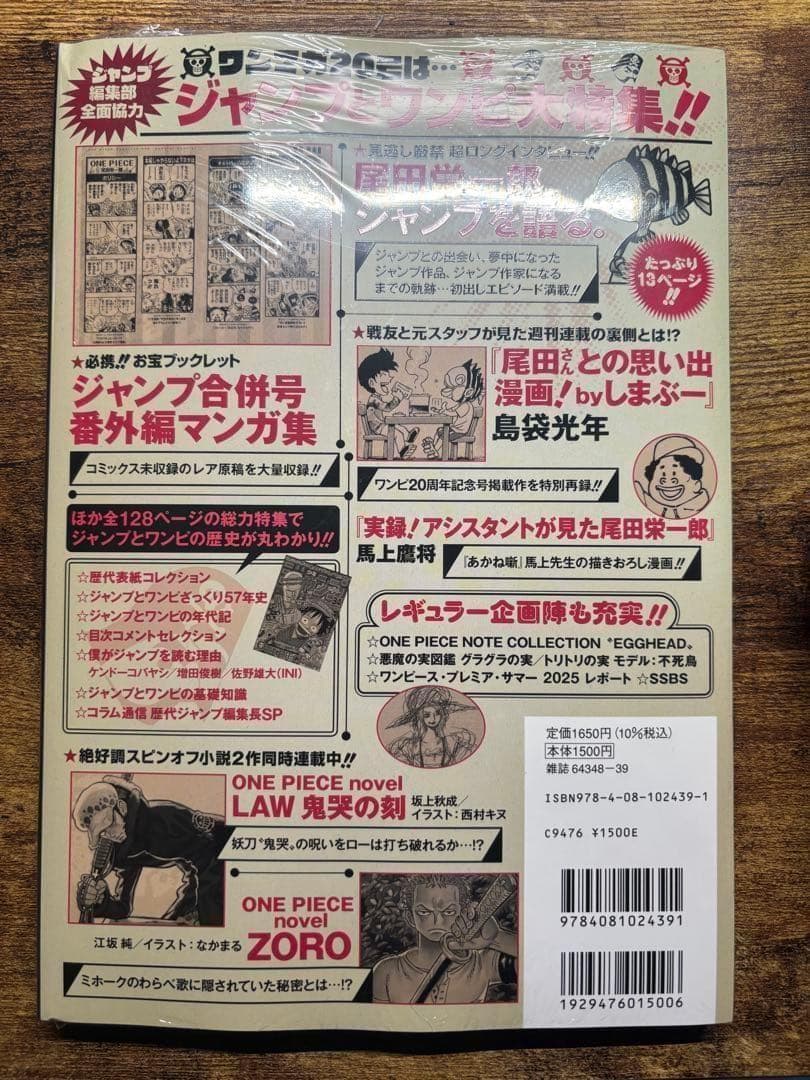 ジャンプ
編集部
全面協力
ワンマガ20号は…
ジャンプとワンピ大特集!!
ONE PIECE
★見逃し厳禁 超ロングインタビュー!!
尾田栄一郎
ジャンプを語る。
ジャンプとの出会い、夢中になった
ジャンプ作品、ジャンプ作家になる
までの軌跡…初出しエピソード満載!!
たっぷり
13ページ
!!
★必携!! お宝ブックレット
ジャンプ合併号
番外編マンガ集
コミックス未収録のレア原稿を大量収録!!
★戦友と元スタッフが見た週刊連載の裏側とは!?
『尾田さんとの思い出
漫画!byしまぶー』
島袋光年
ワンピ20周年記念号掲載作を特別再録!!
『実録!アシスタントが見た尾田栄一郎』
馬上鷹将
『あかね噺』馬上先生の描きおろし漫画!!
ほか全128ページの総力特集で
ジャンプとワンピの歴史が丸わかり!!
☆歴代表紙コレクション
☆ジャンプとワンピざっくり57年史
☆ジャンプとワンピの年代記
☆目次コメントセレクション
☆僕がジャンプを読む理由
ケンドーコバヤシ/増田俊樹/佐野雄大(INI)
☆ジャンプとワンピの基礎知識
☆コラム通信 歴代ジャンプ編集長SP
レギュラー企画陣も充実!!
☆ONE PIECE NOTE COLLECTION〝EGGHEAD〟
☆悪魔の実図鑑 グラグラの実/トリトリの実 モデル:不死鳥
☆ワンピース・プレミア・サマー 2025 レポート ☆SSBS
★絶好調スピンオフ小説2作同時連載中!!
ONE PIECE novel
LAW 鬼哭の刻
坂上秋成/
イラスト:西村キヌ
妖刀〝鬼哭〟の呪いをローは打ち破れるか…!?
ONE PIECE
novel
ZORO
江坂 純/イラスト:なかまる
ミホークのわらべ歌に隠されていた秘密とは…!?
定価1650円(10%税込)
本体1500円
雑誌 64348-39
ISBN978-4-08-102439-1
C9476 ¥1500E
9784081024391
1929476015006